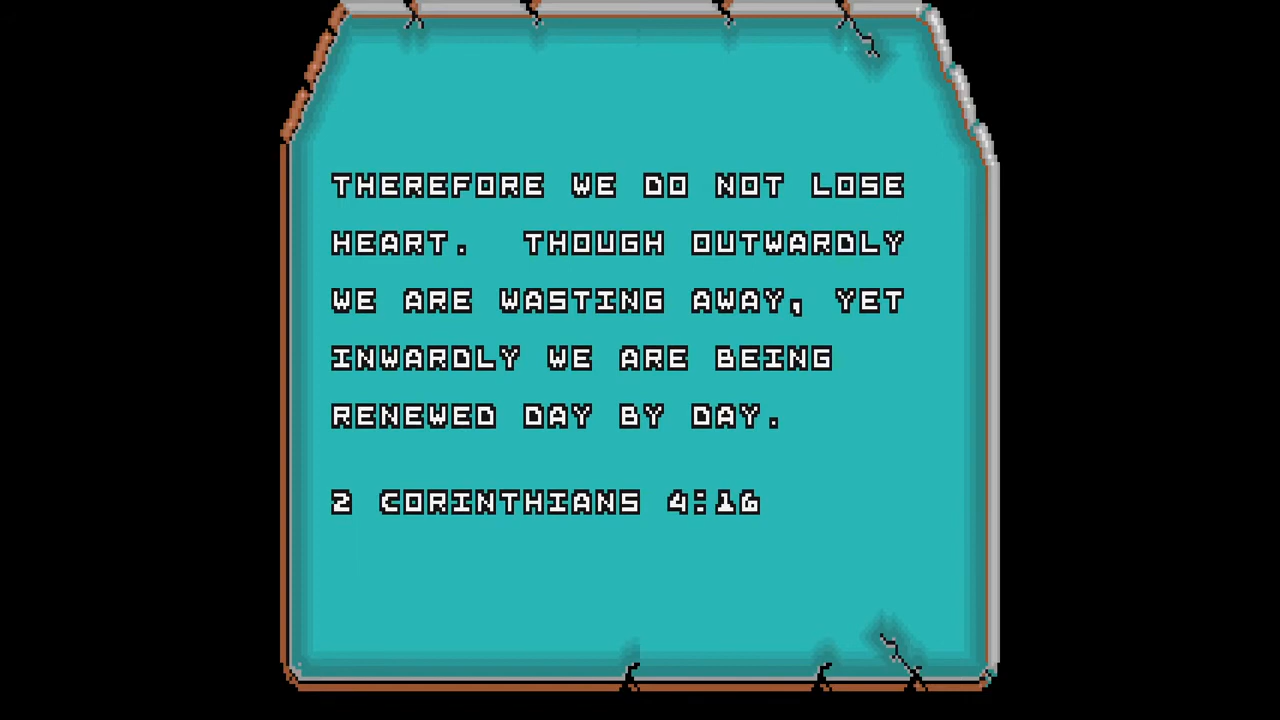 THEREFORE WE DO NOT LOSE
HEART.  THOUGH OUTWARDLY
WE ARE WASTING AWAY, YET
INWARDLY WE ARE BEING
RENEWED DAY BY DAY.
2 CORINTHIANS 4:16